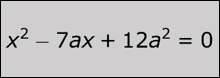 x² − 7ax + 12a² = 0